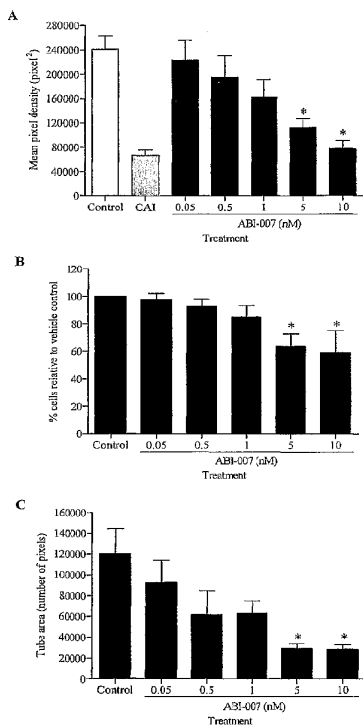 A
Mean pixel density (pixel²)
280000
240000
200000
160000
120000
80000
40000
0
* *
Control CAI 0.05 0.5 1 5 10
ABI-007 (nM)
Treatment
B
% cells relative to vehicle control
120
100
80
60
40
20
0
* *
Control 0.05 0.5 1 5 10
ABI-007 (nM)
Treatment
C
Tube area (number of pixels)
160000
140000
120000
100000
80000
60000
40000
20000
0
* *
Control 0.05 0.5 1 5 10
ABI-007 (nM)
Treatment